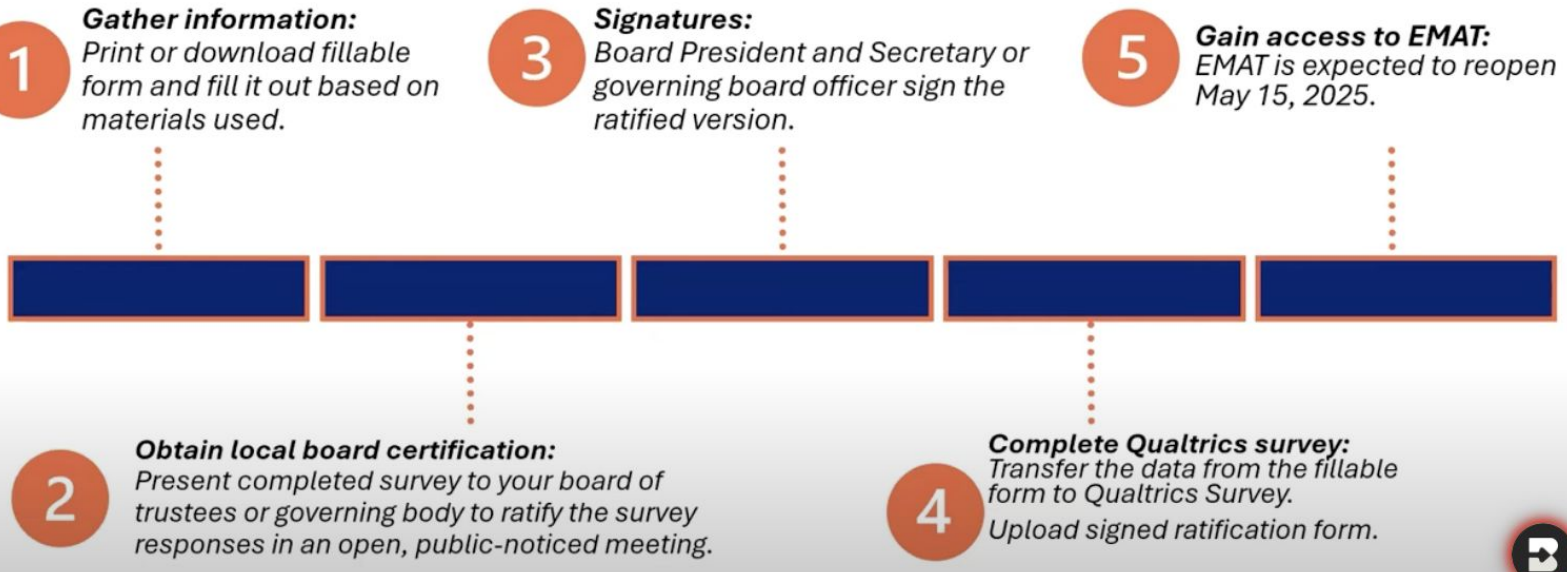 1
Gather information:
Print or download fillable
form and fill it out based on
materials used.
2
Obtain local board certification:
Present completed survey to your board of
trustees or governing body to ratify the survey
responses in an open, public-noticed meeting.
3
Signatures:
Board President and Secretary or
governing board officer sign the
ratified version.
4
Complete Qualtrics survey:
Transfer the data from the fillable
form to Qualtrics Survey.
Upload signed ratification form.
5
Gain access to EMAT:
EMAT is expected to reopen
May 15, 2025.